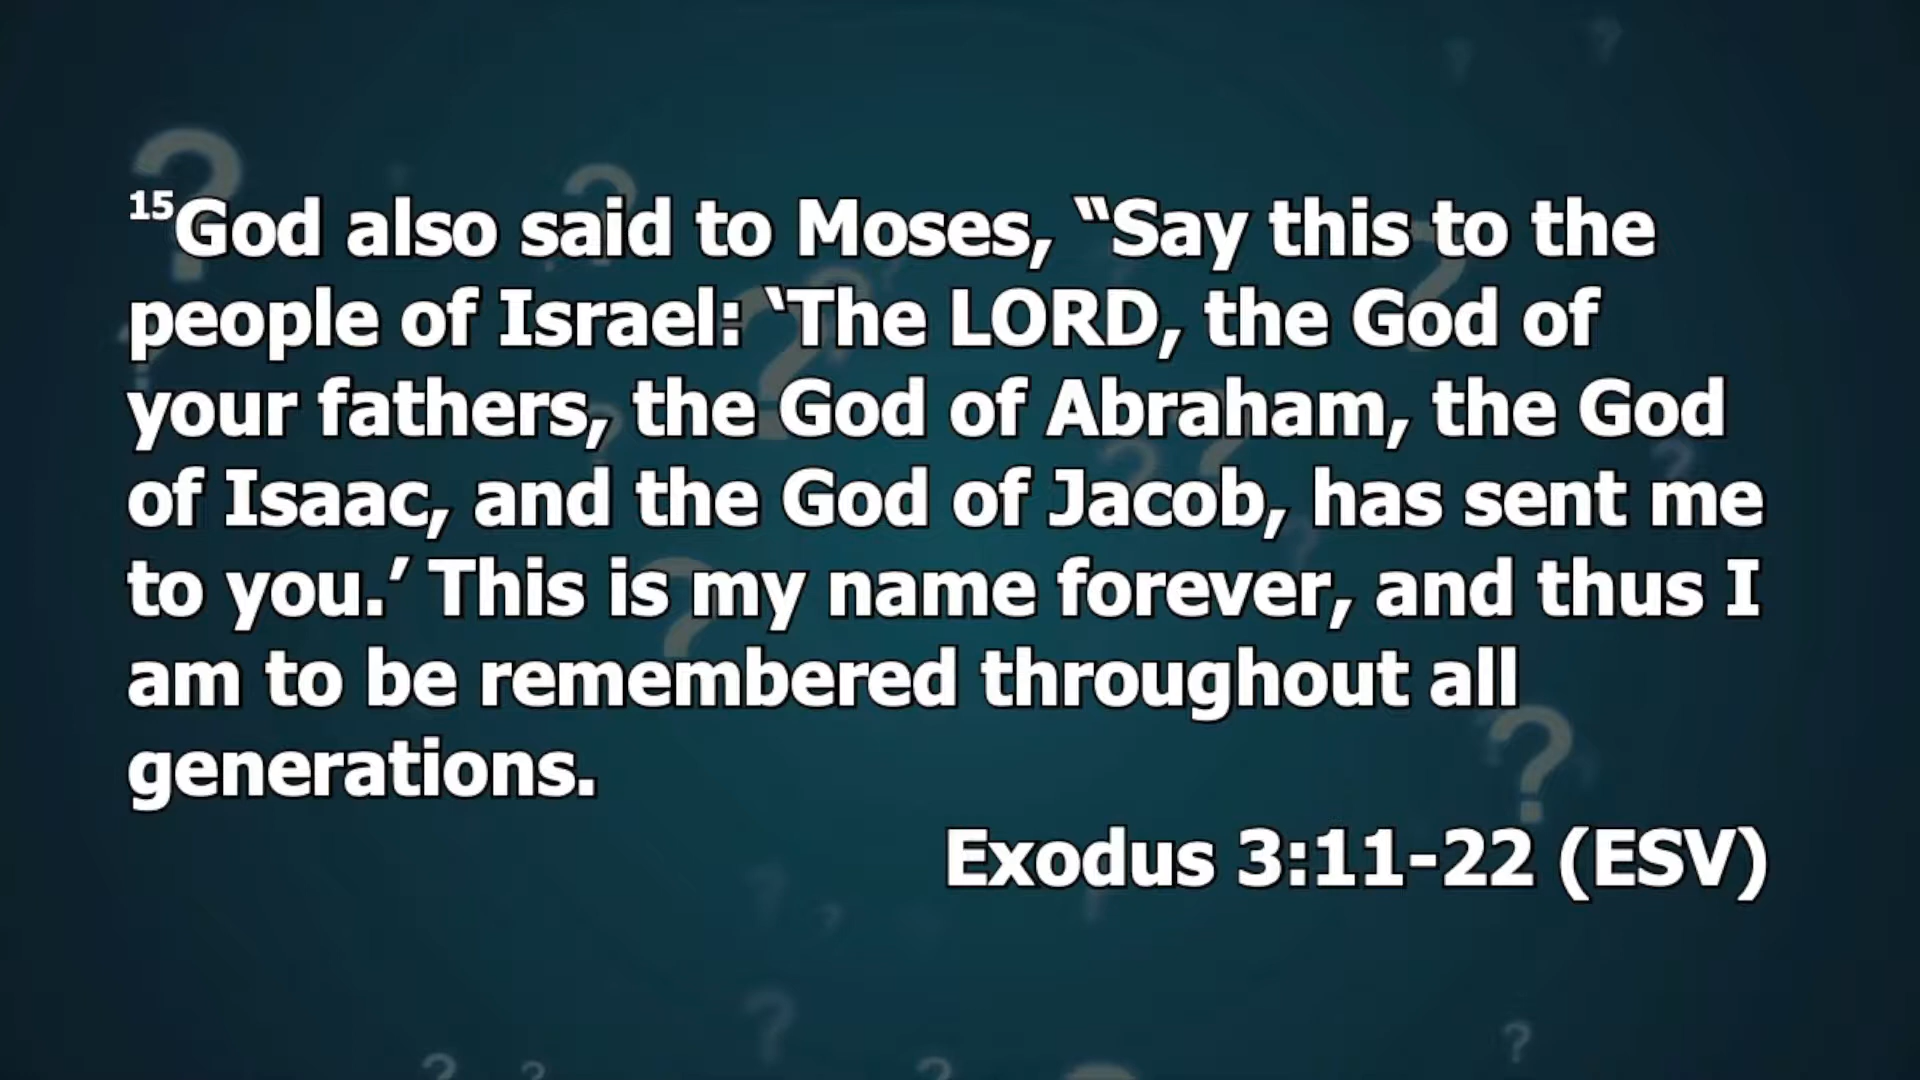 15God also said to Moses, “Say this to the
people of Israel: ‘The LORD, the God of
your fathers, the God of Abraham, the God
of Isaac, and the God of Jacob, has sent me
to you.’ This is my name forever, and thus I
am to be remembered throughout all
generations.
Exodus 3:11-22 (ESV)